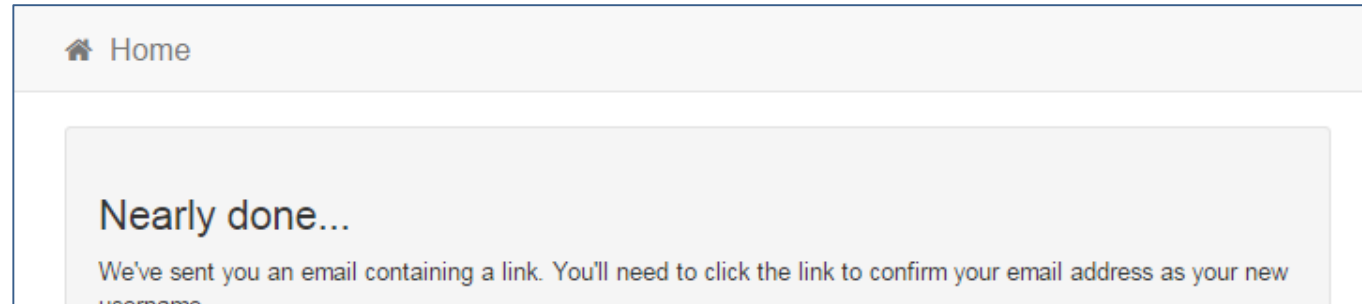 Home
Nearly done...
We've sent you an email containing a link. You'll need to click the link to confirm your email address as your new
username